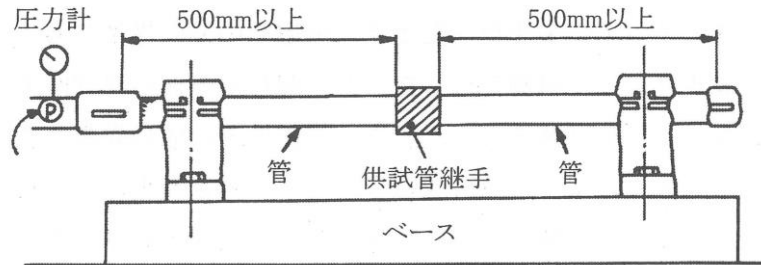 圧力計
500mm以上
500mm以上
P
管
供試管継手
管
ベース